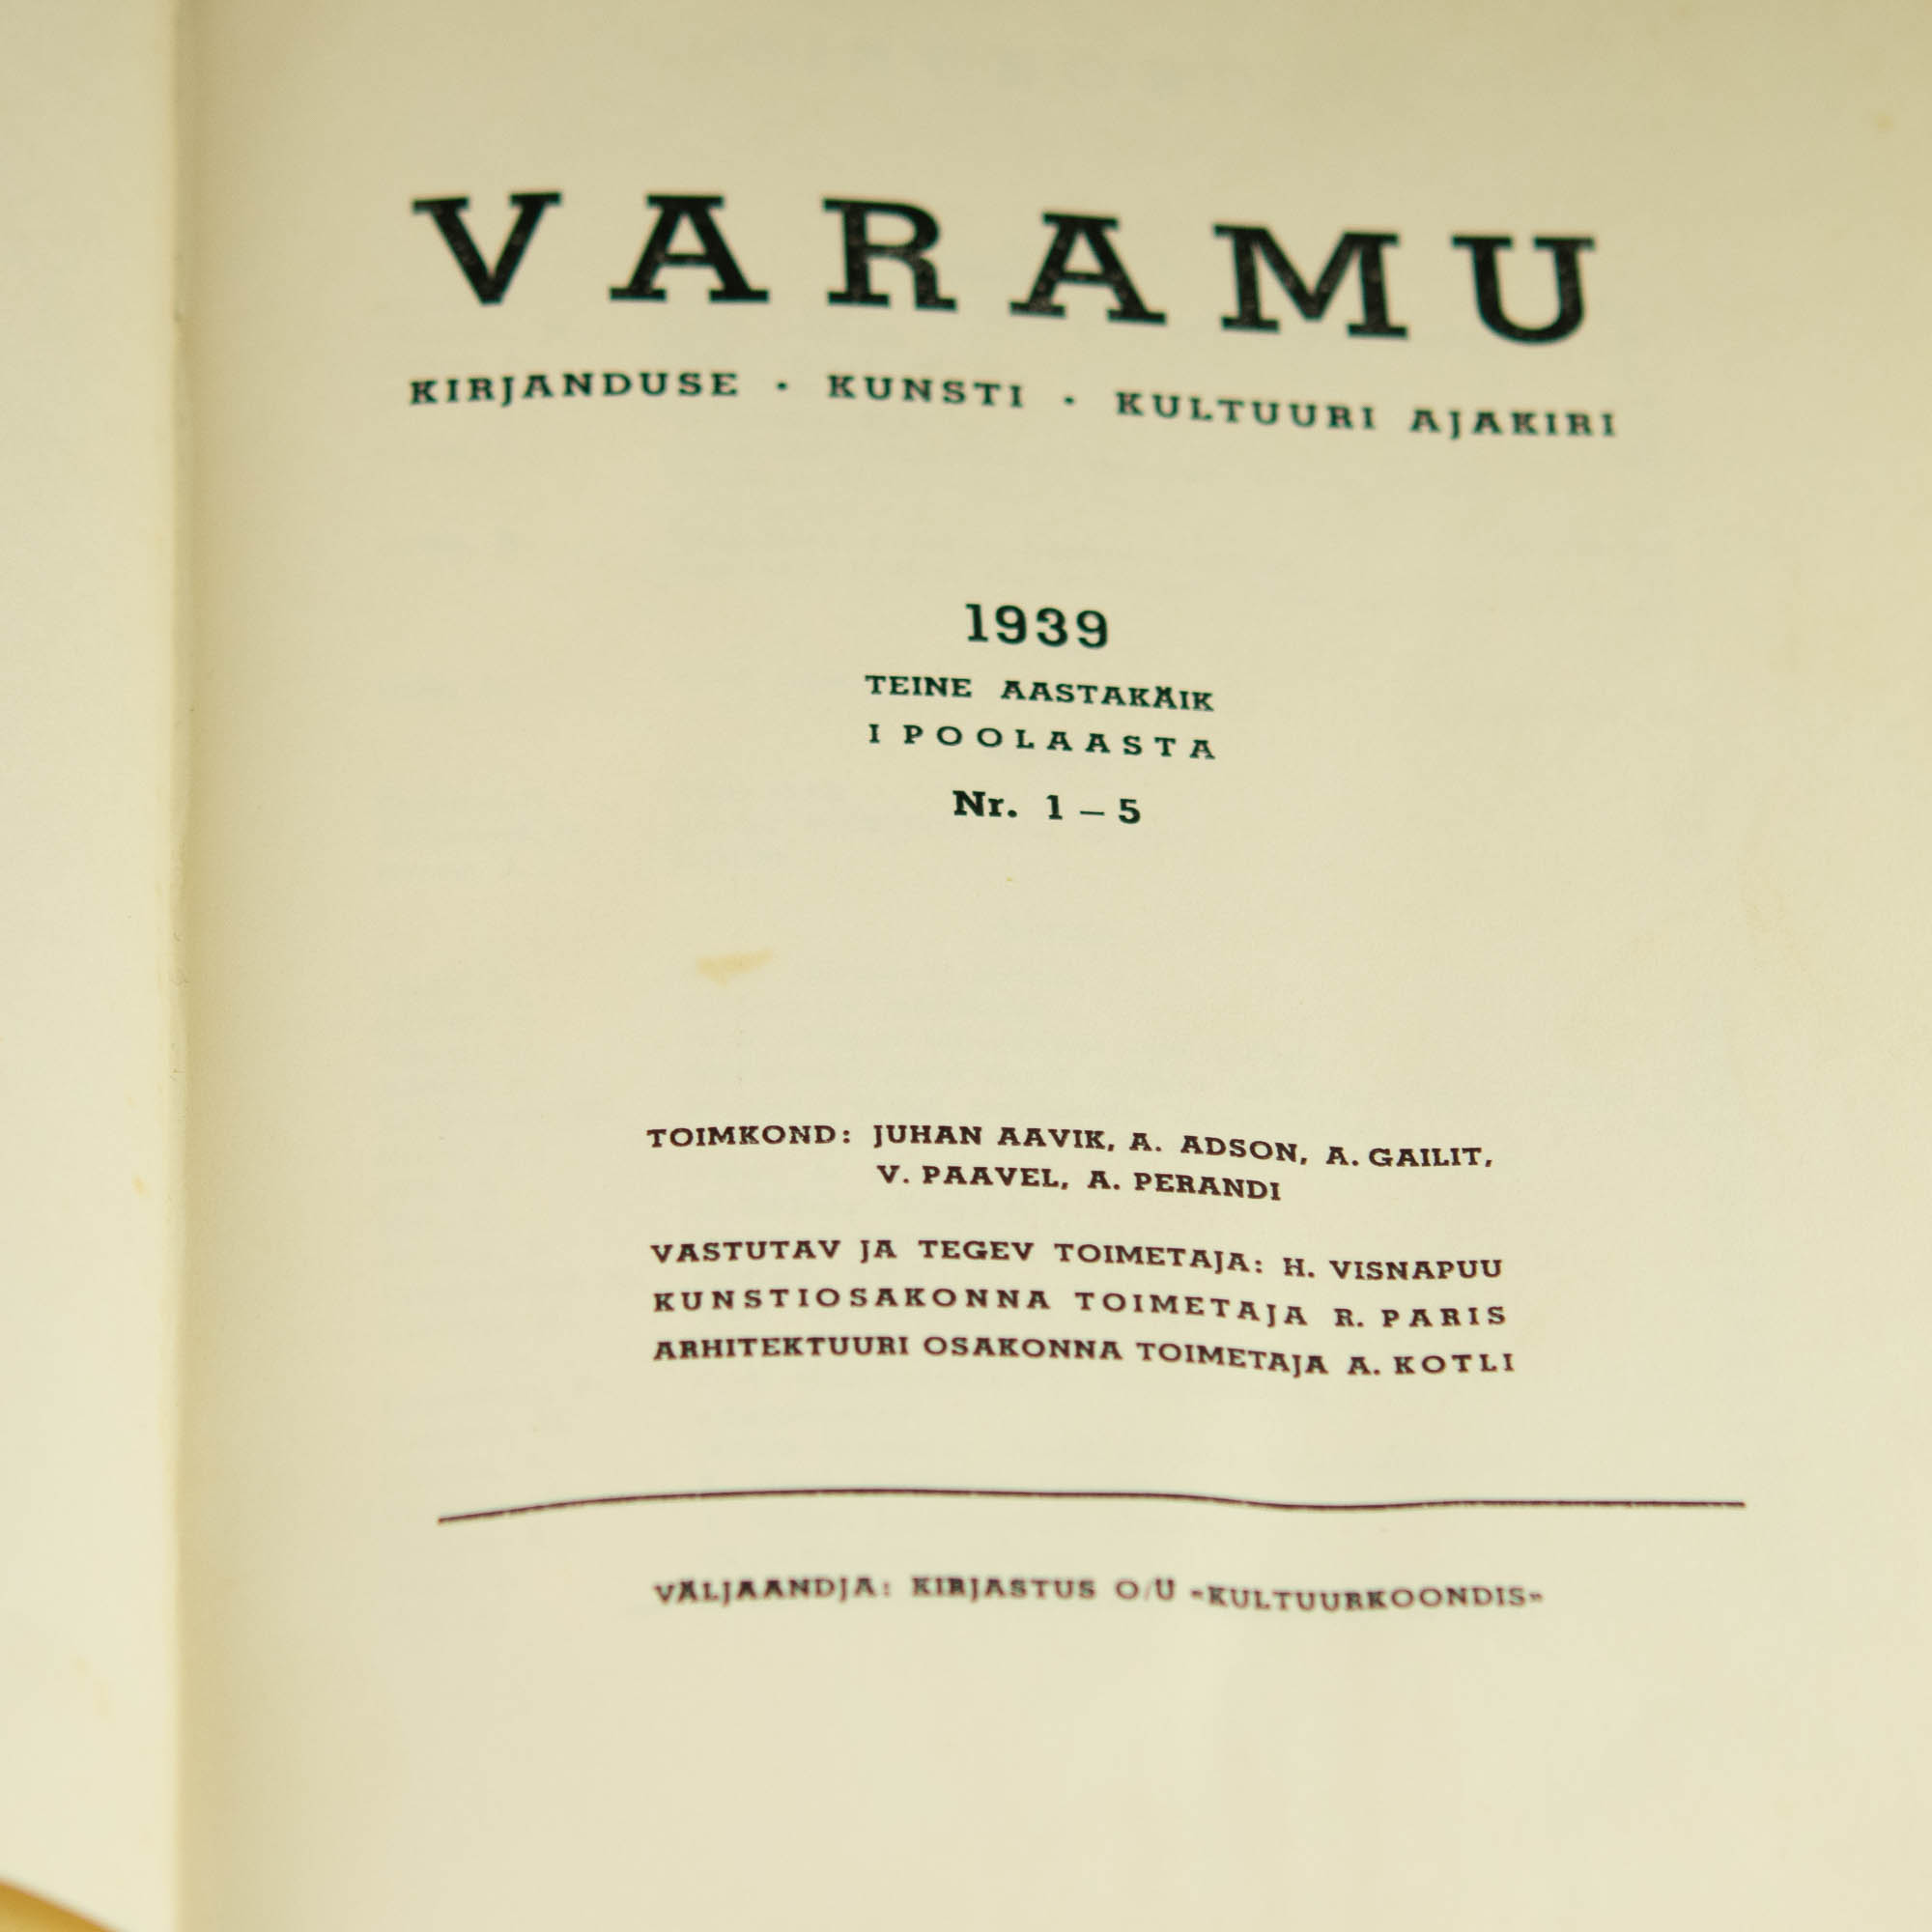 VARAMU
KIRJANDUSE • KUNSTI • KULTUURI AJAKIRI
1939
TEINE AASTAKÄIK
I POOLAASTA
Nr. 1 – 5
TOIMKOND: JUHAN AAVIK, A. ADSON, A. GAILIT,
V. PAAVEL, A. PERANDI
VASTUTAV JA TEGEV TOIMETAJA: H. VISNAPUU
KUNSTIOSAKONNA TOIMETAJA R. PARIS
ARHITEKTUURI OSAKONNA TOIMETAJA A. KOTLI
VÄLJAANDJA: KIRJASTUS O/U «KULTUURKOONDIS»